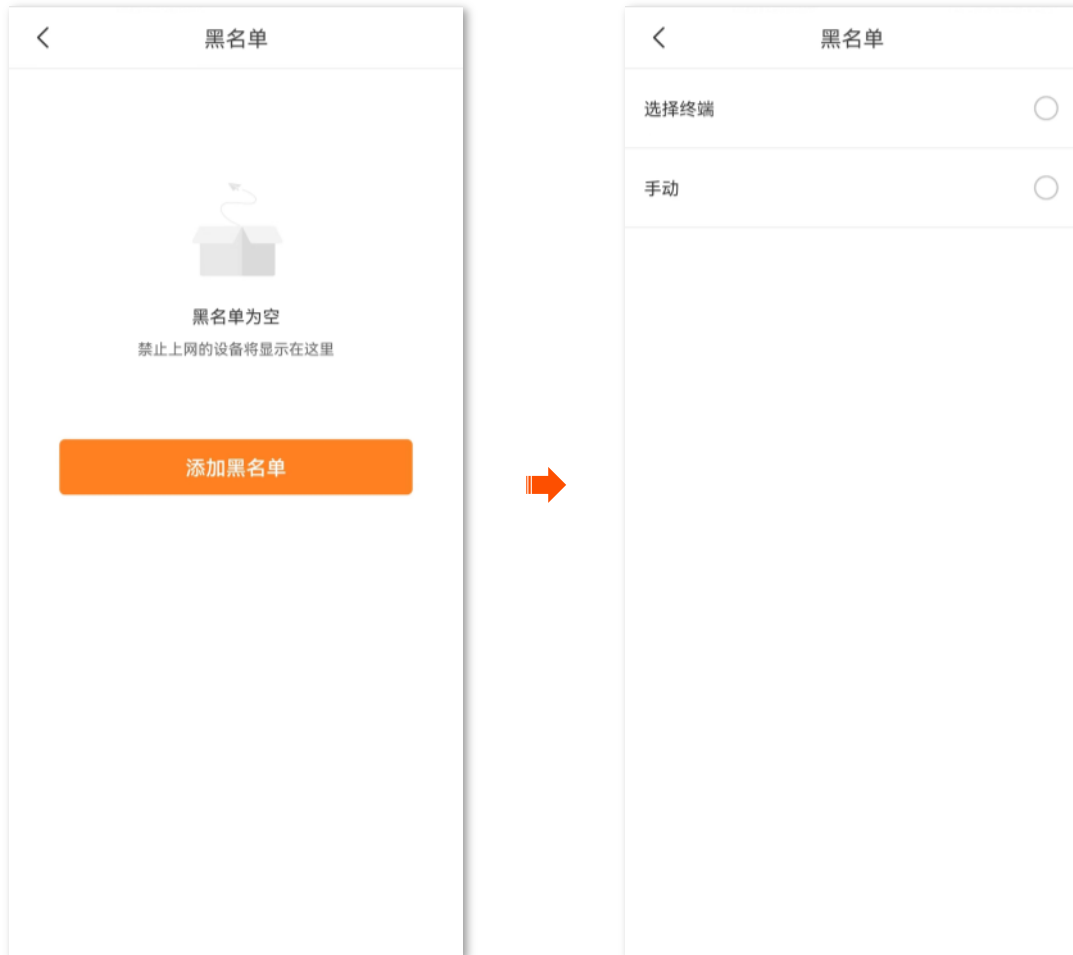 黑名单
黑名单为空
禁止上网的设备将显示在这里
添加黑名单
黑名单
选择终端
手动